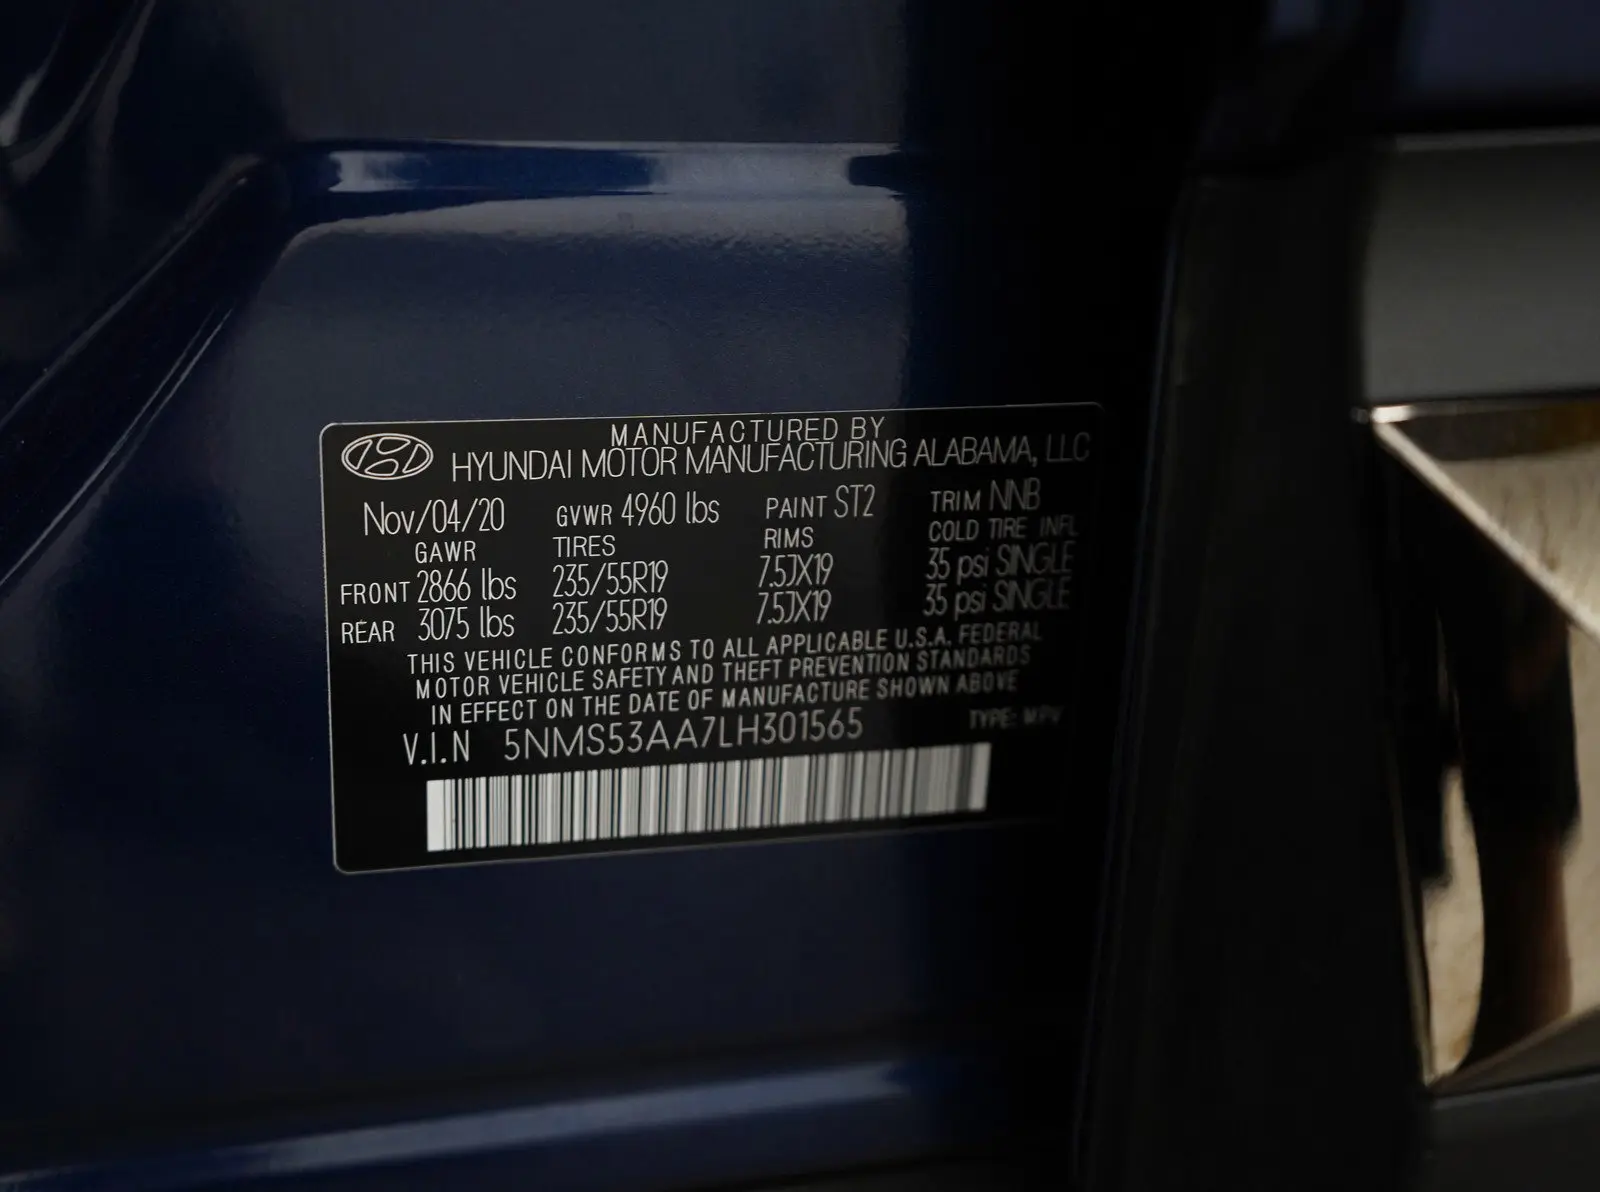 MANUFACTURED BY
HYUNDAI MOTOR MANUFACTURING ALABAMA, LLC
Nov/04/20 GVWR 4960 lbs PAINT ST2 TRIM NNB
GAWR TIRES RIMS COLD TIRE INFL
FRONT 2866 lbs 235/55R19 7.5JX19 35 psi SINGLE
REAR 3075 lbs 235/55R19 7.5JX19 35 psi SINGLE
THIS VEHICLE CONFORMS TO ALL APPLICABLE U.S.A. FEDERAL
MOTOR VEHICLE SAFETY AND THEFT PREVENTION STANDARDS
IN EFFECT ON THE DATE OF MANUFACTURE SHOWN ABOVE
V.I.N 5NMS53AA7LH301565 TYPE: MPV